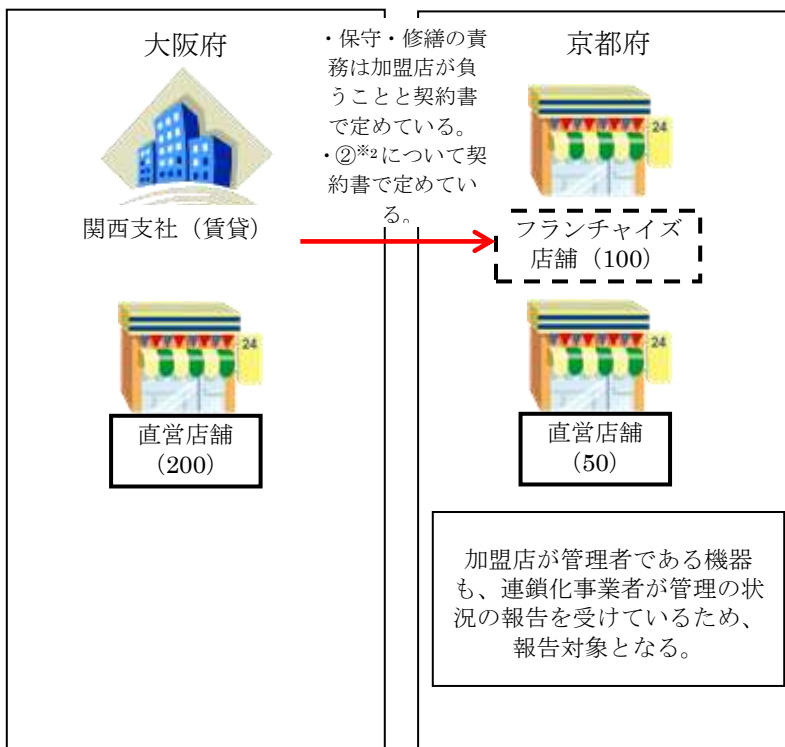 大阪府
関西支社（賃貸）
24
直営店舗
（200）
・保守・修繕の責
務は加盟店が負
うことと契約書
で定めている。
・②※2について契
約書で定めてい
る。
京都府
24
フランチャイズ
店舗（100）
24
直営店舗
（50）
加盟店が管理者である機器
も、連鎖化事業者が管理の状
況の報告を受けているため、
報告対象となる。